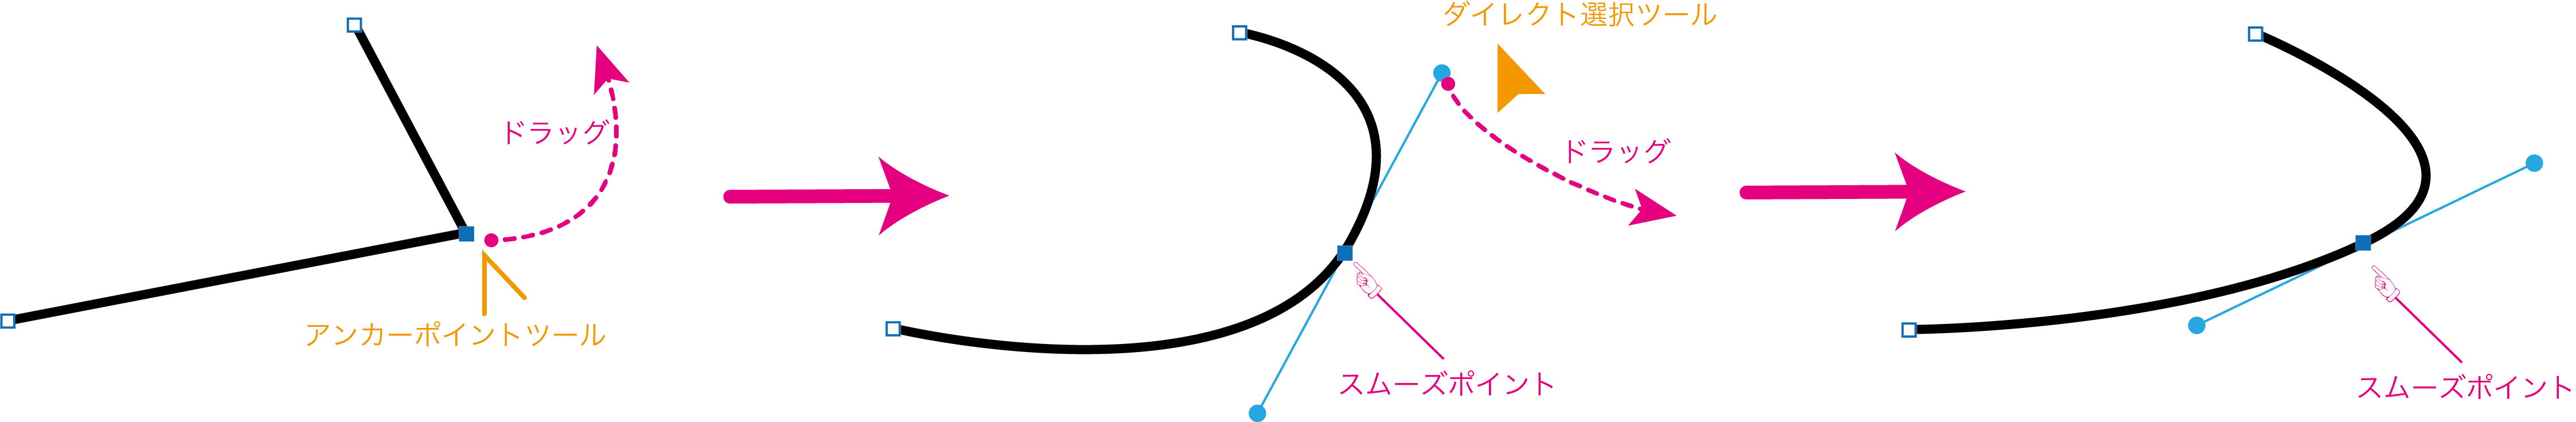 ドラッグ
アンカーポイントツール
ダイレクト選択ツール
ドラッグ
スムーズポイント
スムーズポイント